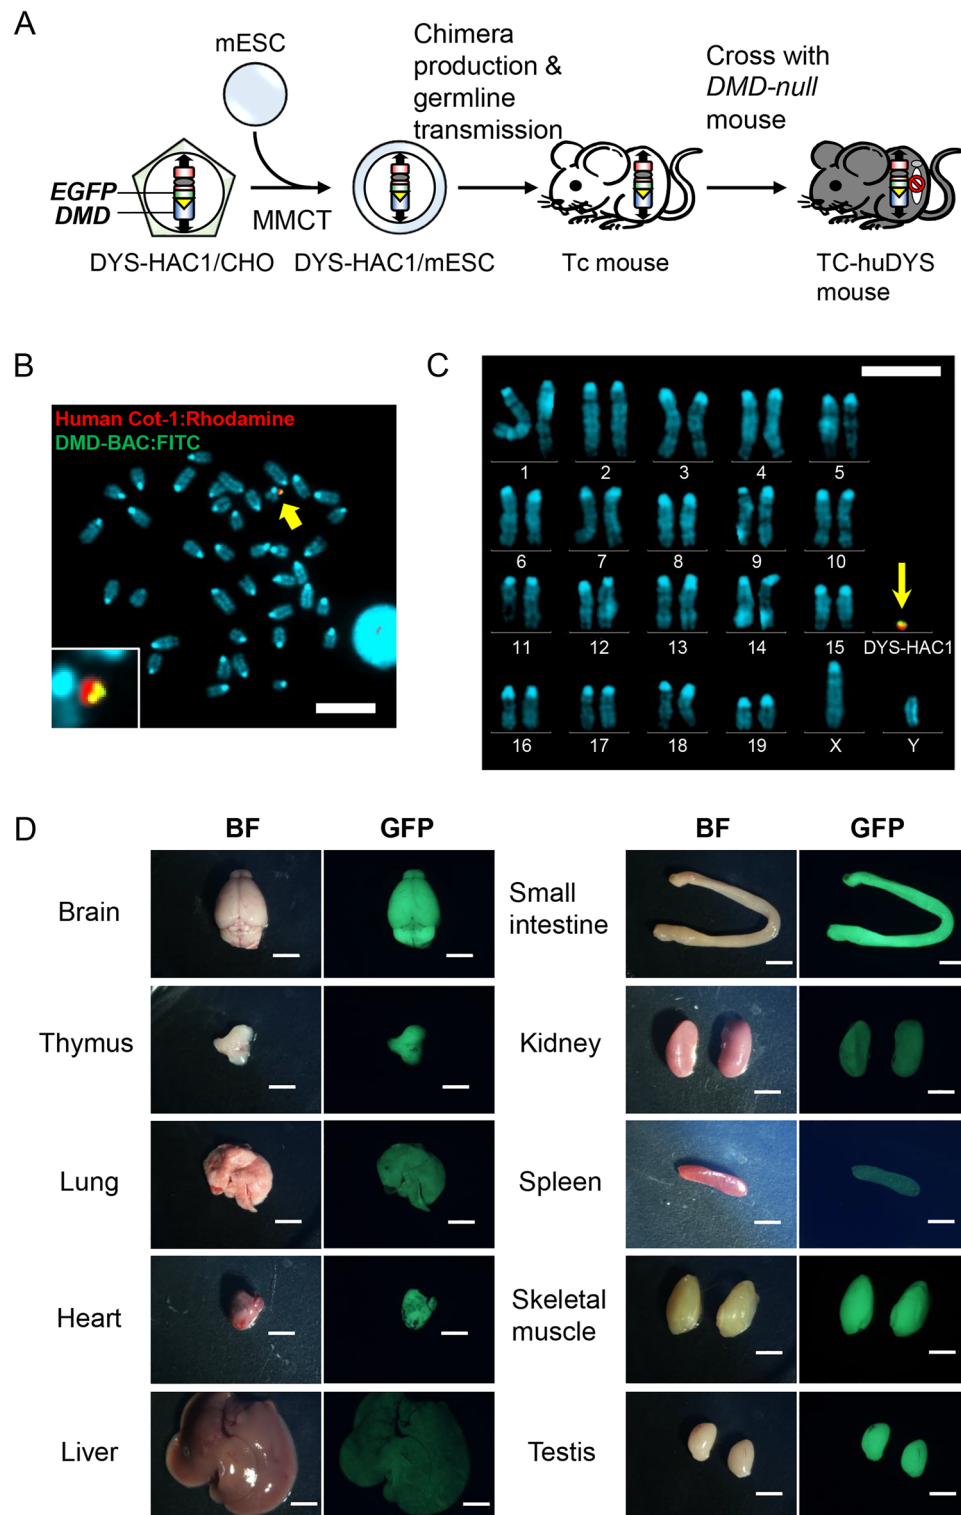 A
mESC
Chimera
production &
germline
transmission
Cross with
DMD-null
mouse
EGFP
DMD
MMCT
DYS-HAC1/CHO
DYS-HAC1/mESC
Tc mouse
TC-huDYS
mouse
B
Human Cot-1:Rhodamine
DMD-BAC:FITC
C
1 2 3 4 5
6 7 8 9 10
11 12 13 14 15 DYS-HAC1
16 17 18 19 X Y
D
BF GFP BF GFP
Brain
Small
intestine
Thymus
Kidney
Lung
Spleen
Heart
Skeletal
muscle
Liver
Testis